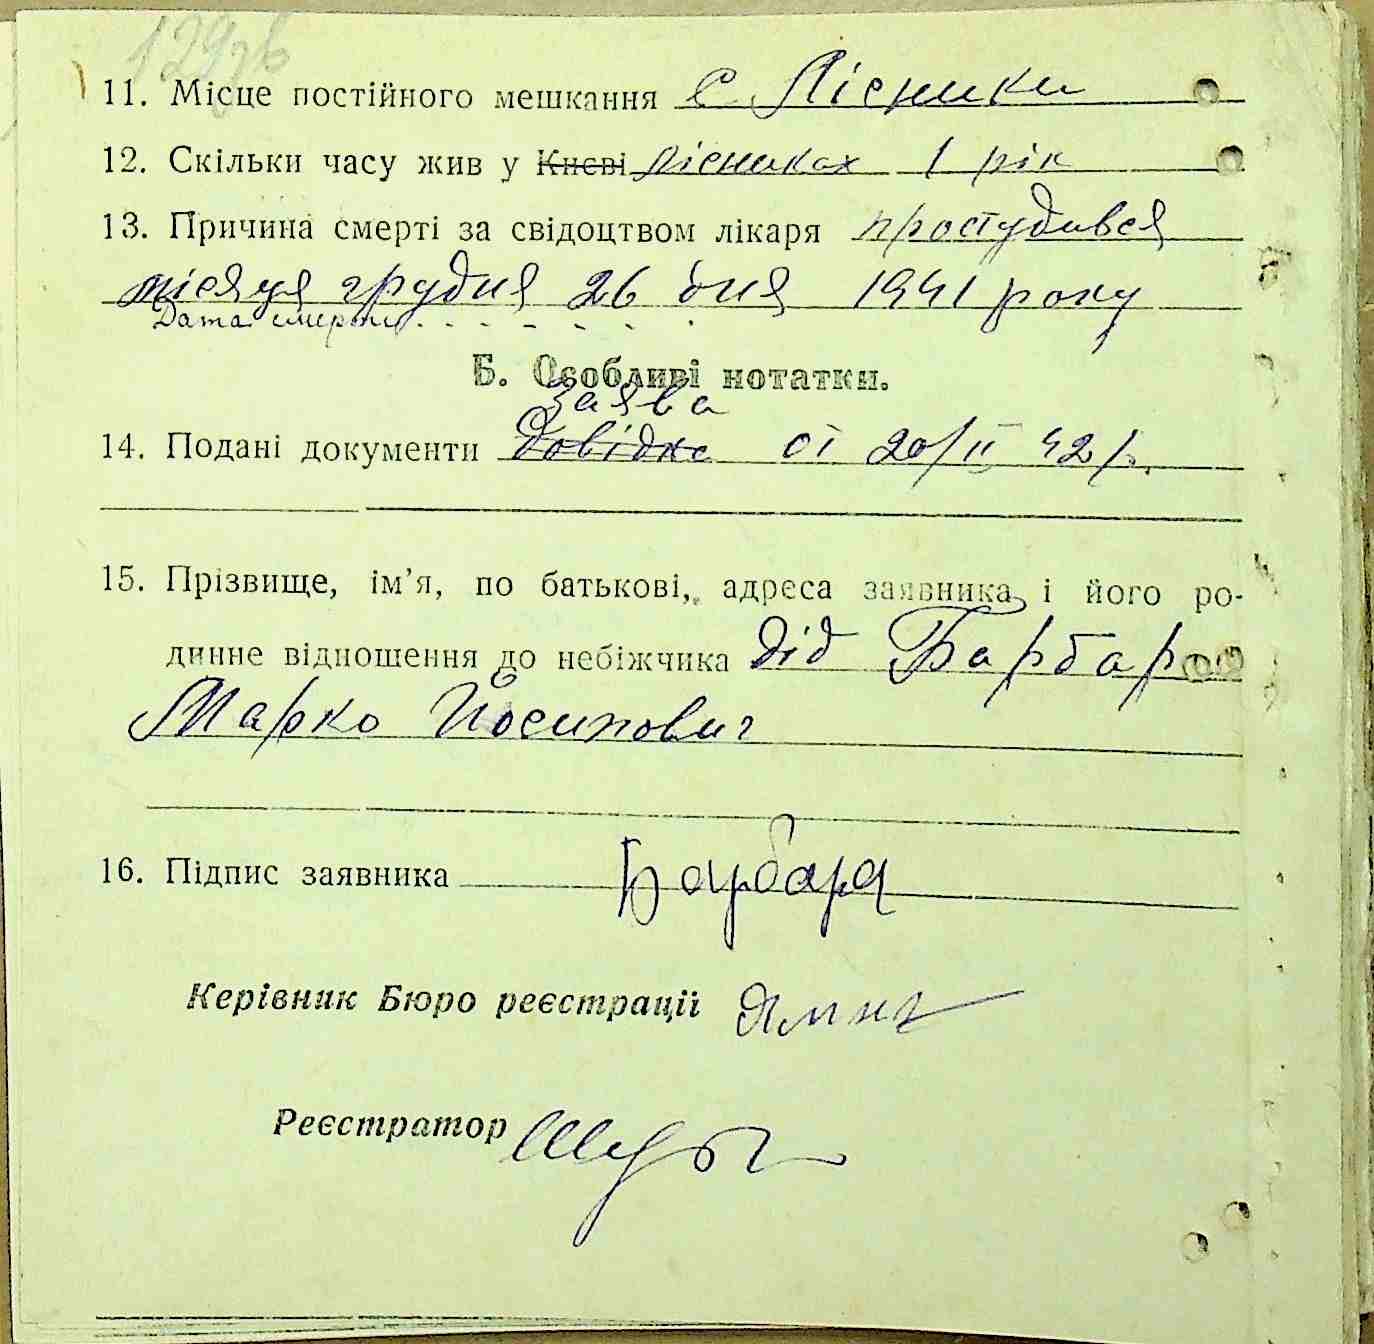 129зв
11. Місце постійного мешкання с. Лісники
12. Скільки часу жив у Києві Лісниках 1 рік
13. Причина смерті за свідоцтвом лікаря простудився
місяця грудня 26 дня 1941 року
Дата смерти
Б. Особливі нотатки.
заява
14. Подані документи довідка от 20/II 42 р.
15. Прізвище, ім’я, по батькові, адреса заявника і його ро-
динне відношення до небіжчика дід Барбар
Марко Йосипович
16. Підпис заявника Барбара
Керівник Бюро реєстрації
Реєстратор